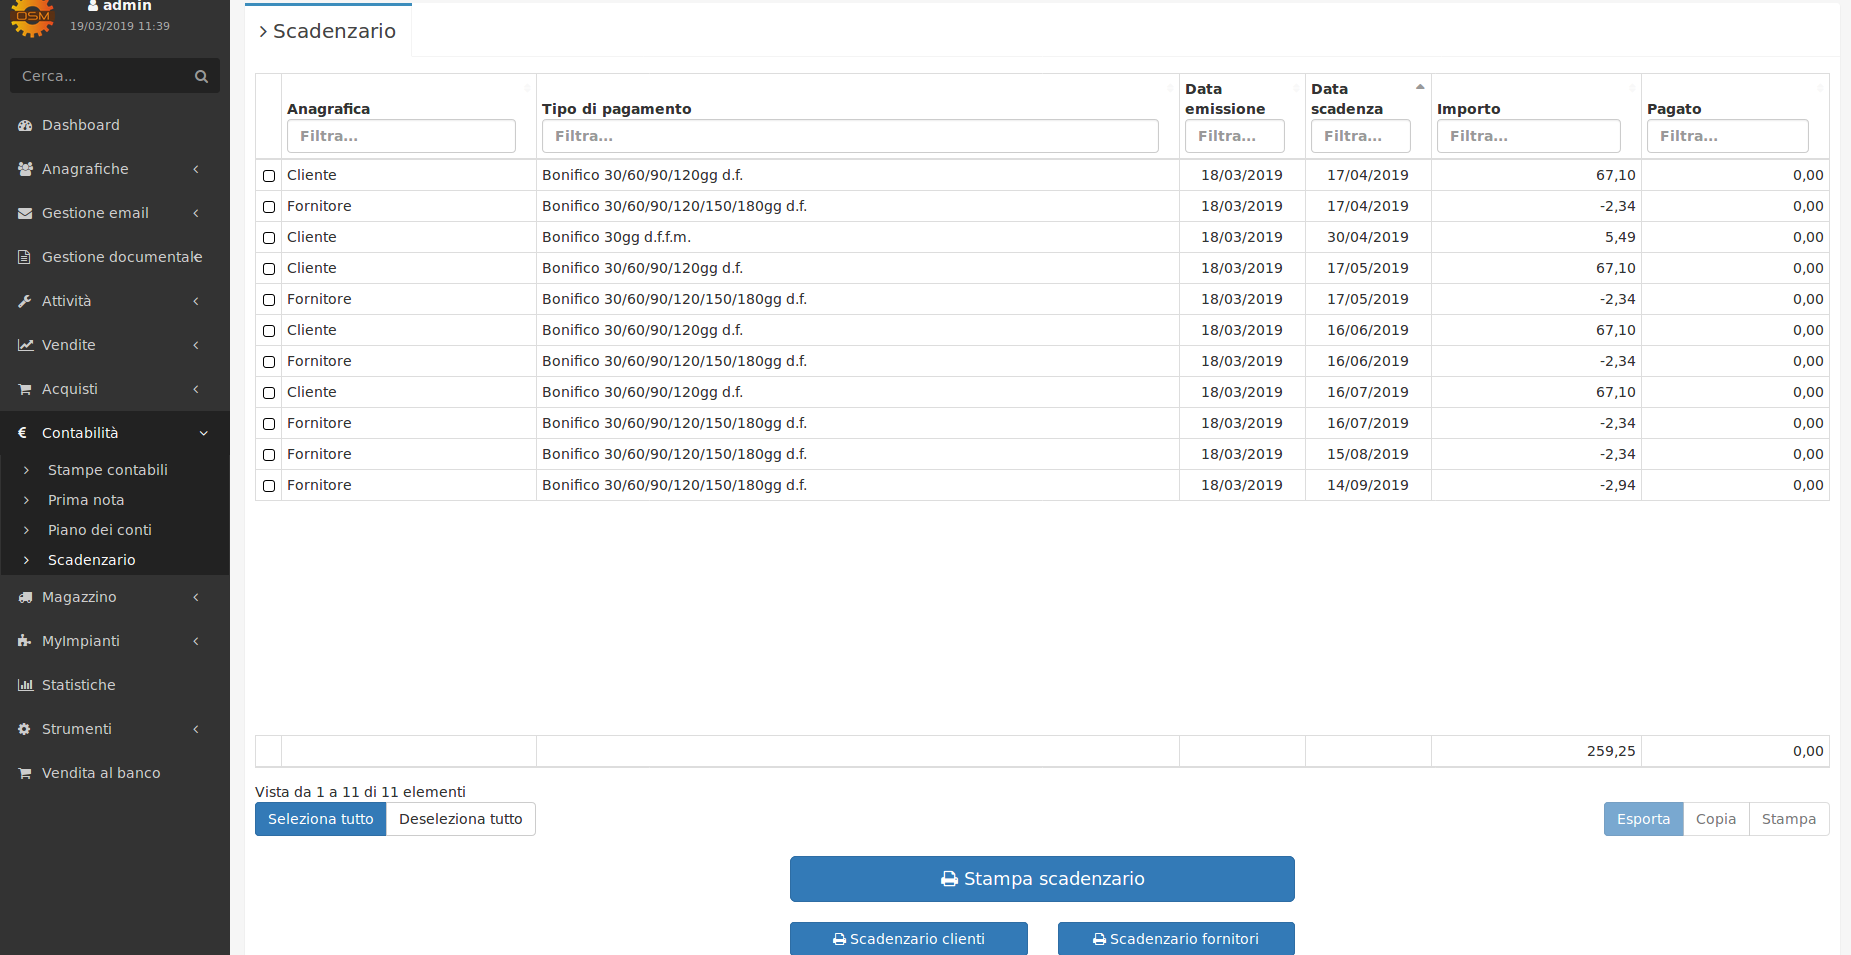 OSM
admin
19/03/2019 11:39
Cerca...
Dashboard
Anagrafiche
Gestione email
Gestione documentale
Attività
Vendite
Acquisti
Contabilità
Stampe contabili
Prima nota
Piano dei conti
Scadenzario
Magazzino
MyImpianti
Statistiche
Strumenti
Vendita al banco
Scadenzario
Anagrafica Tipo di pagamento Data emissione Data scadenza Importo Pagato
Filtra... Filtra... Filtra... Filtra... Filtra... Filtra...
Cliente Bonifico 30/60/90/120gg d.f. 18/03/2019 17/04/2019 67,10 0,00
Fornitore Bonifico 30/60/90/120/150/180gg d.f. 18/03/2019 17/04/2019 -2,34 0,00
Cliente Bonifico 30gg d.f.f.m. 18/03/2019 30/04/2019 5,49 0,00
Cliente Bonifico 30/60/90/120gg d.f. 18/03/2019 17/05/2019 67,10 0,00
Fornitore Bonifico 30/60/90/120/150/180gg d.f. 18/03/2019 17/05/2019 -2,34 0,00
Cliente Bonifico 30/60/90/120gg d.f. 18/03/2019 16/06/2019 67,10 0,00
Fornitore Bonifico 30/60/90/120/150/180gg d.f. 18/03/2019 16/06/2019 -2,34 0,00
Cliente Bonifico 30/60/90/120gg d.f. 18/03/2019 16/07/2019 67,10 0,00
Fornitore Bonifico 30/60/90/120/150/180gg d.f. 18/03/2019 16/07/2019 -2,34 0,00
Fornitore Bonifico 30/60/90/120/150/180gg d.f. 18/03/2019 15/08/2019 -2,34 0,00
Fornitore Bonifico 30/60/90/120/150/180gg d.f. 18/03/2019 14/09/2019 -2,94 0,00
259,25 0,00
Vista da 1 a 11 di 11 elementi
Seleziona tutto Deseleziona tutto Esporta Copia Stampa
Stampa scadenzario
Scadenzario clienti Scadenzario fornitori